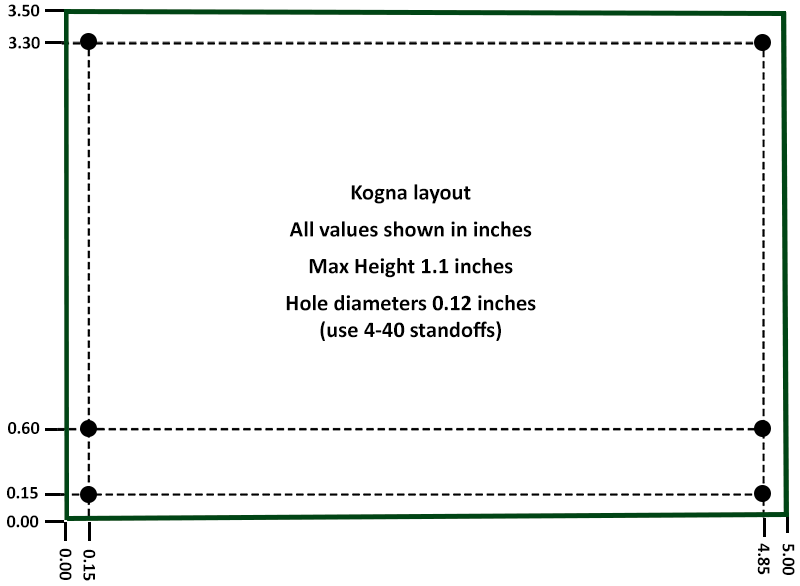 3.50
3.30
Kogna layout
All values shown in inches
Max Height 1.1 inches
Hole diameters 0.12 inches
(use 4-40 standoffs)
0.60
0.15
0.00
0.00
0.15
4.85
5.00